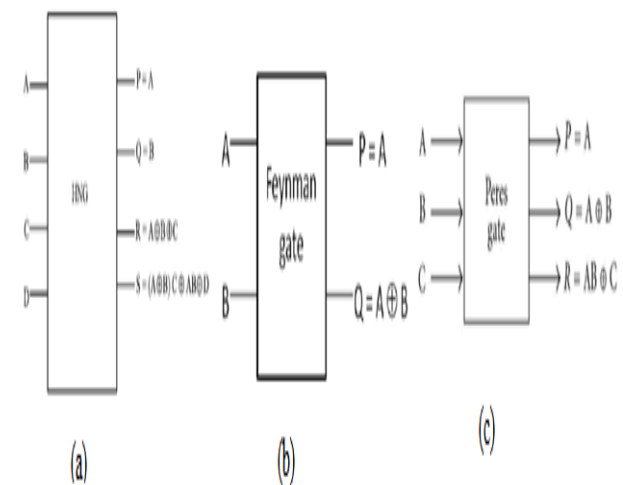 A
B
C
D
HNG
P=A
Q=B
R=A⊕B⊕C
S=(A⊕B)C⊕AB⊕D
(a)
A
B
Feynman
gate
P=A
Q=A⊕B
(b)
A
B
C
Peres
gate
P=A
Q=A⊕B
R=AB⊕C
(c)